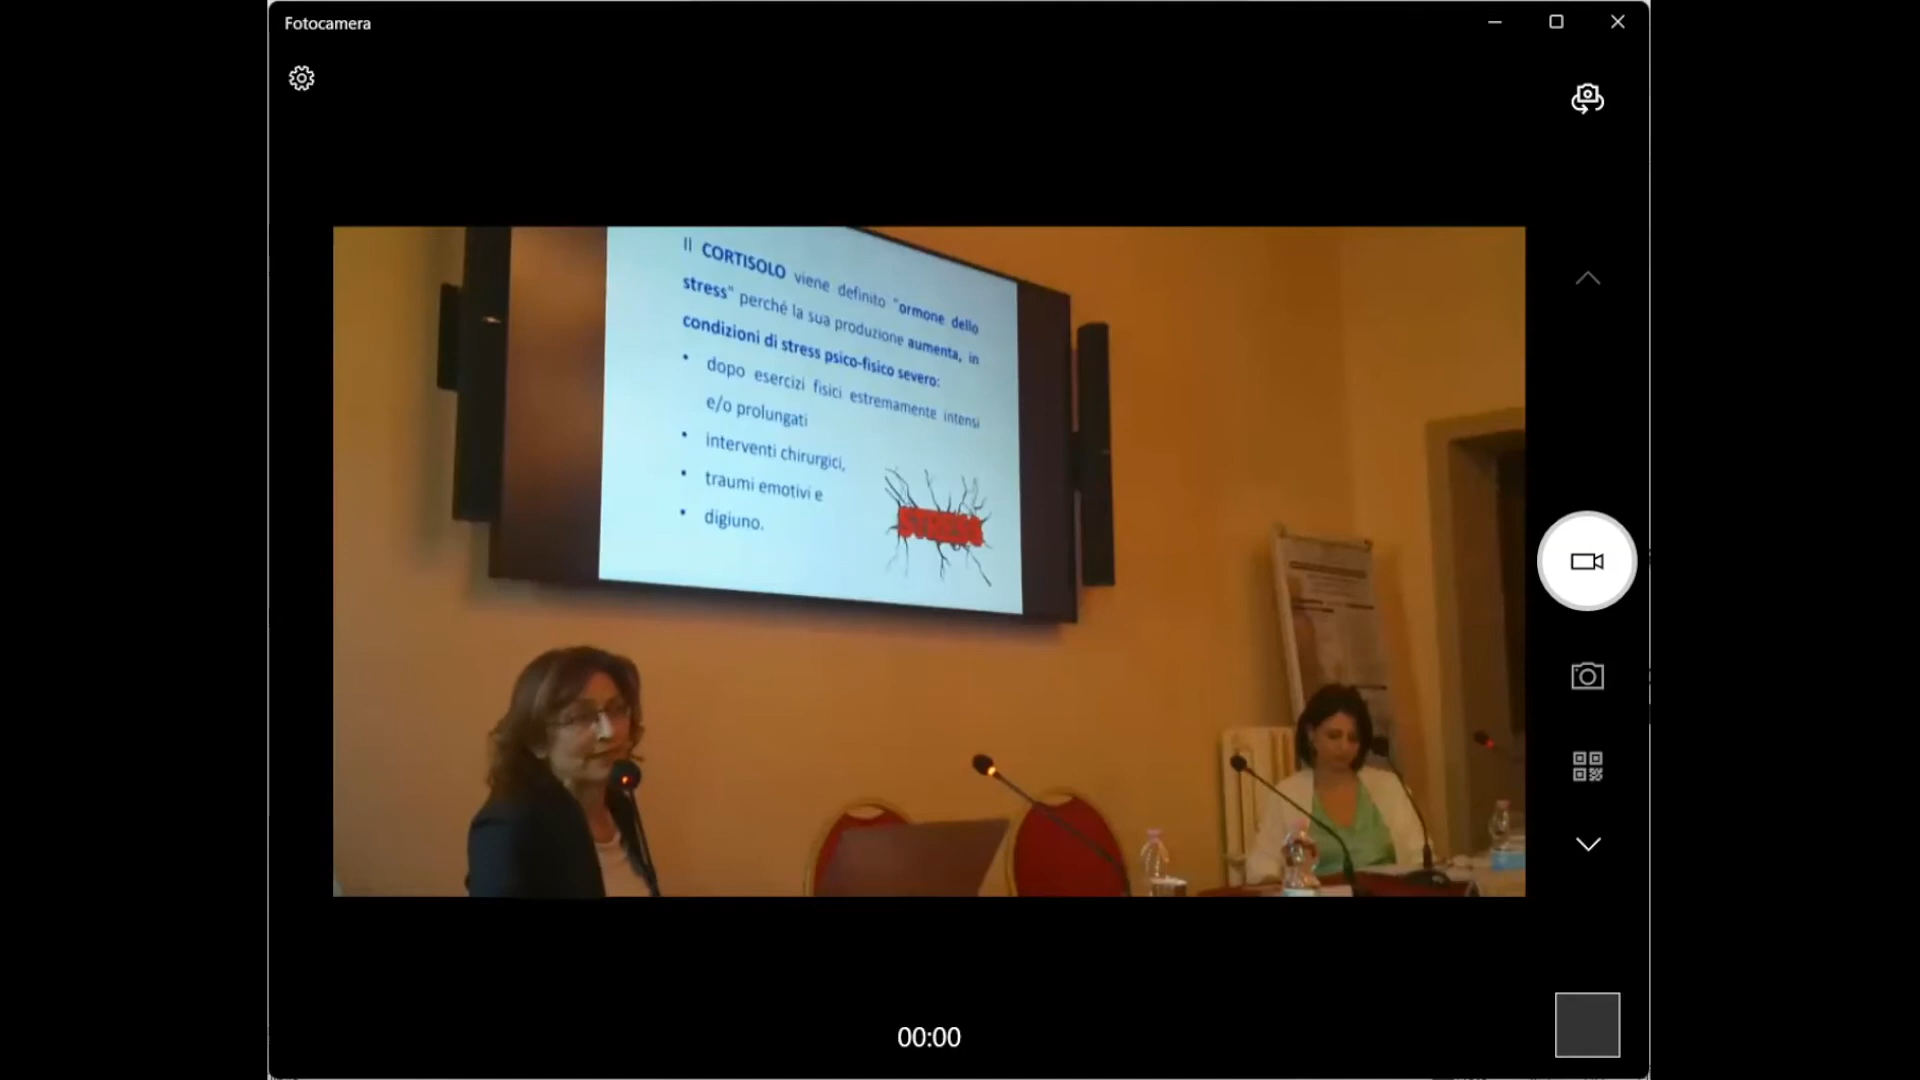 Fotocamera
Il CORTISOLO viene definito "ormone dello
stress" perché la sua produzione aumenta, in
condizioni di stress psico-fisico severo:
• dopo esercizi fisici estremamente intensi
e/o prolungati
• interventi chirurgici,
• traumi emotivi e
• digiuno.
STRESS
00:00